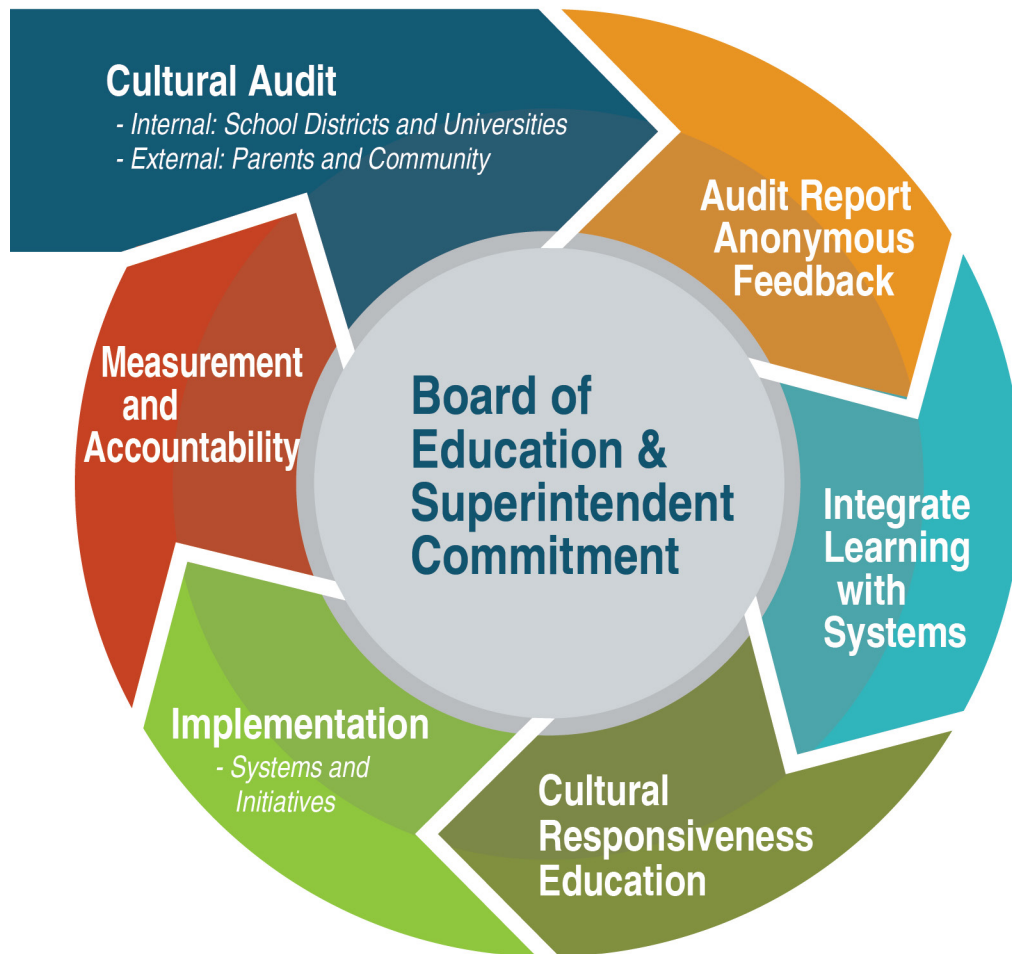 Cultural Audit
- Internal: School Districts and Universities
- External: Parents and Community
Audit Report
Anonymous
Feedback
Integrate
Learning
with
Systems
Cultural
Responsiveness
Education
Implementation
- Systems and
Initiatives
Measurement
and
Accountability
Board of
Education &
Superintendent
Commitment